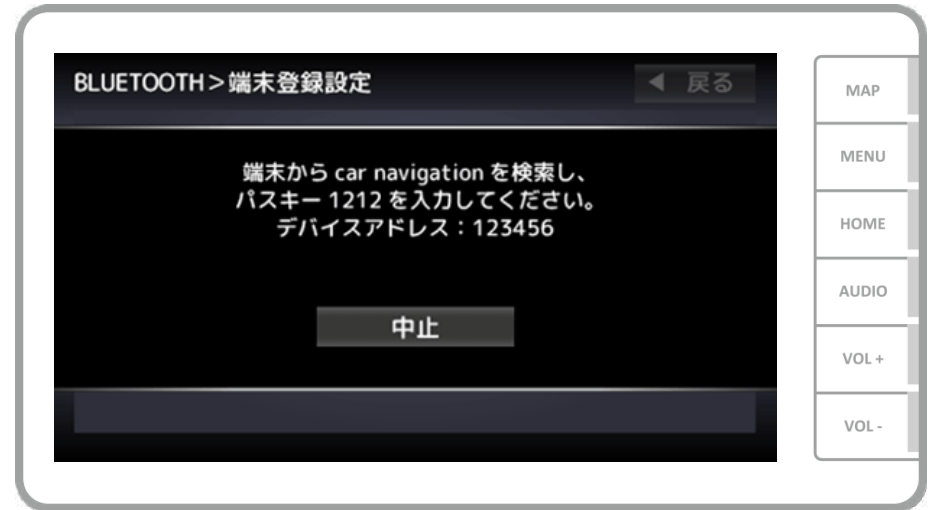 BLUETOOTH>端末登録設定
◀ 戻る
端末から car navigation を検索し、
パスキー 1212 を入力してください。
デバイスアドレス：123456
中止
MAP
MENU
HOME
AUDIO
VOL +
VOL -